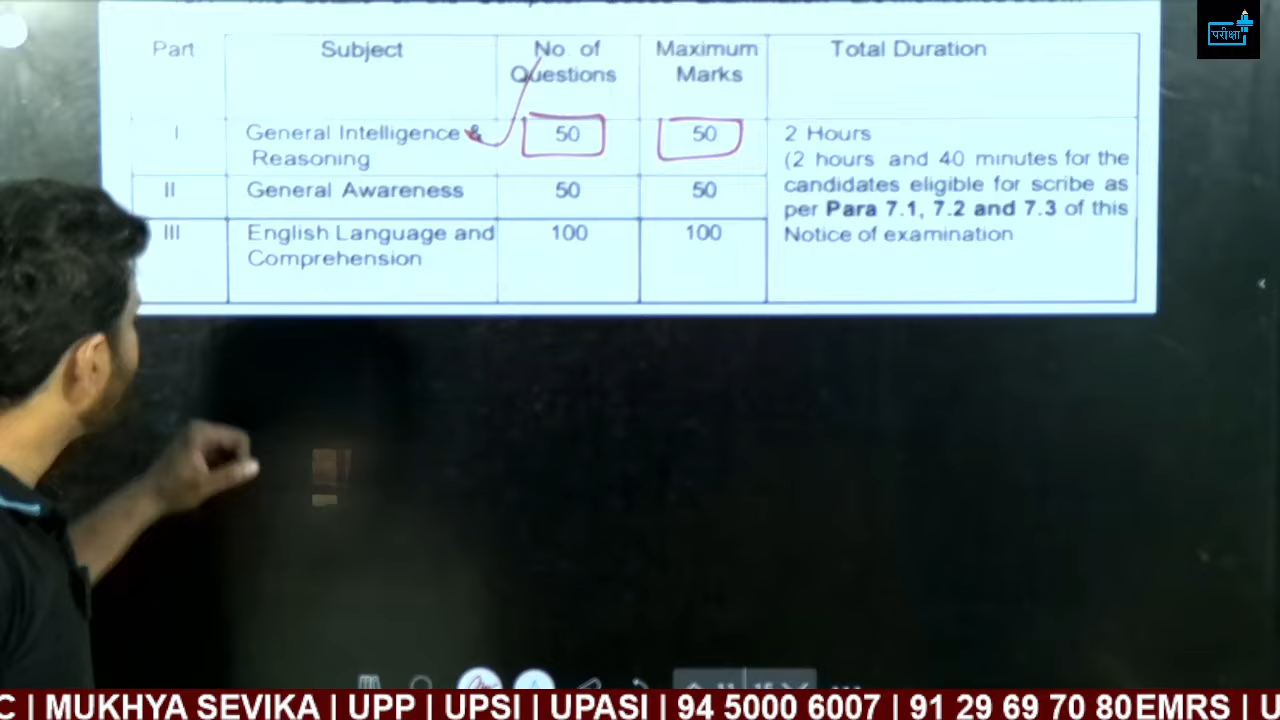 परीक्षा
Part Subject No. of Questions Maximum Marks Total Duration
I General Intelligence & Reasoning 50 50 2 Hours
(2 hours and 40 minutes for the
candidates eligible for scribe as
per Para 7.1, 7.2 and 7.3 of this
Notice of examination
II General Awareness 50 50
III English Language and Comprehension 100 100
C | MUKHYA SEVIKA | UPP | UPSI | UPASI | 94 5000 6007 | 91 29 69 70 80EMRS | U